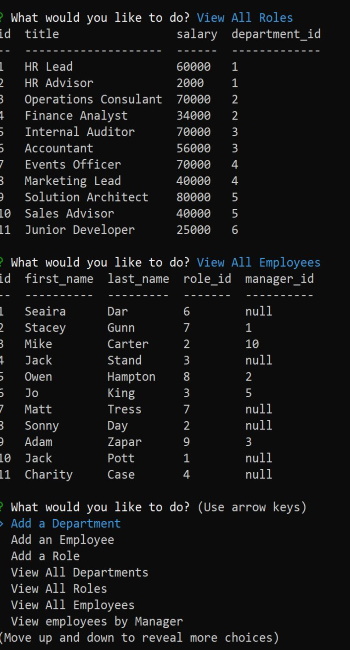 ? What would you like to do? View All Roles
id  title                  salary  department_id
--  ---------------------  ------  -------------
1   HR Lead                60000   1
2   HR Advisor             2000    1
3   Operations Consulant   70000   2
4   Finance Analyst        34000   2
5   Internal Auditor       70000   3
6   Accountant             56000   3
7   Events Officer         70000   4
8   Marketing Lead         40000   4
9   Solution Architect     80000   5
10  Sales Advisor          40000   5
11  Junior Developer       25000   6
? What would you like to do? View All Employees
id  first_name  last_name  role_id  manager_id
--  ----------  ---------  -------  ----------
1   Seaira      Dar        6        null
2   Stacey      Gunn       7        1
3   Mike        Carter     2        10
4   Jack        Stand      3        null
5   Owen        Hampton    8        2
6   Jo          King       3        5
7   Matt        Tress      7        null
8   Sonny       Day        2        null
9   Adam        Zapar      9        3
10  Jack        Pott       1        null
11  Charity     Case       4        null
? What would you like to do? (Use arrow keys)
> Add a Department
  Add an Employee
  Add a Role
  View All Departments
  View All Roles
  View All Employees
  View employees by Manager
(Move up and down to reveal more choices)